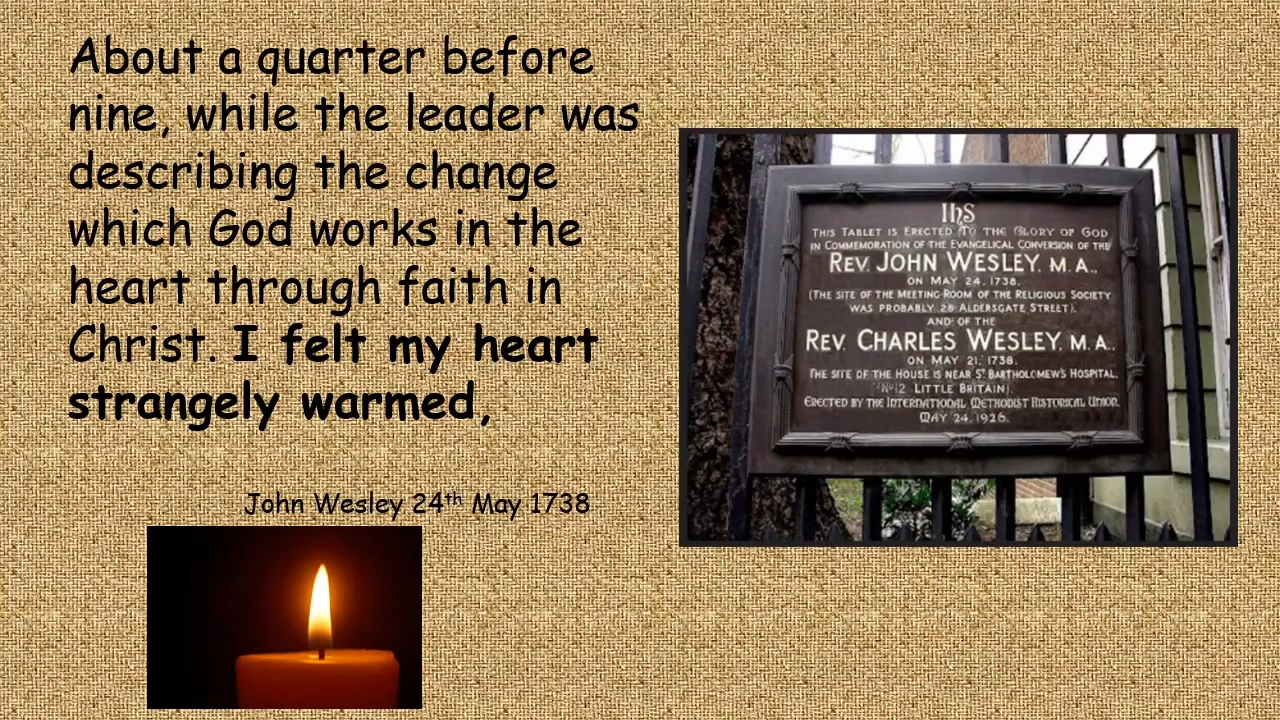 About a quarter before
nine, while the leader was
describing the change
which God works in the
heart through faith in
Christ. I felt my heart
strangely warmed,
John Wesley 24th May 1738
IhS
THIS TABLET IS ERECTED TO THE GLORY OF GOD
IN COMMEMORATION OF THE EVANGELICAL CONVERSION OF THE
REV. JOHN WESLEY, M.A.,
ON MAY 24, 1738.
(THE SITE OF THE MEETING-ROOM OF THE RELIGIOUS SOCIETY
WAS PROBABLY 28 ALDERSGATE STREET).
AND OF THE
REV. CHARLES WESLEY, M.A.,
ON MAY 21, 1738.
THE SITE OF THE HOUSE IS NEAR ST. BARTHOLOMEW'S HOSPITAL.
(No 12 LITTLE BRITAIN).
ERECTED BY THE INTERNATIONAL METHODIST HISTORICAL UNION.
MAY 24, 1926.